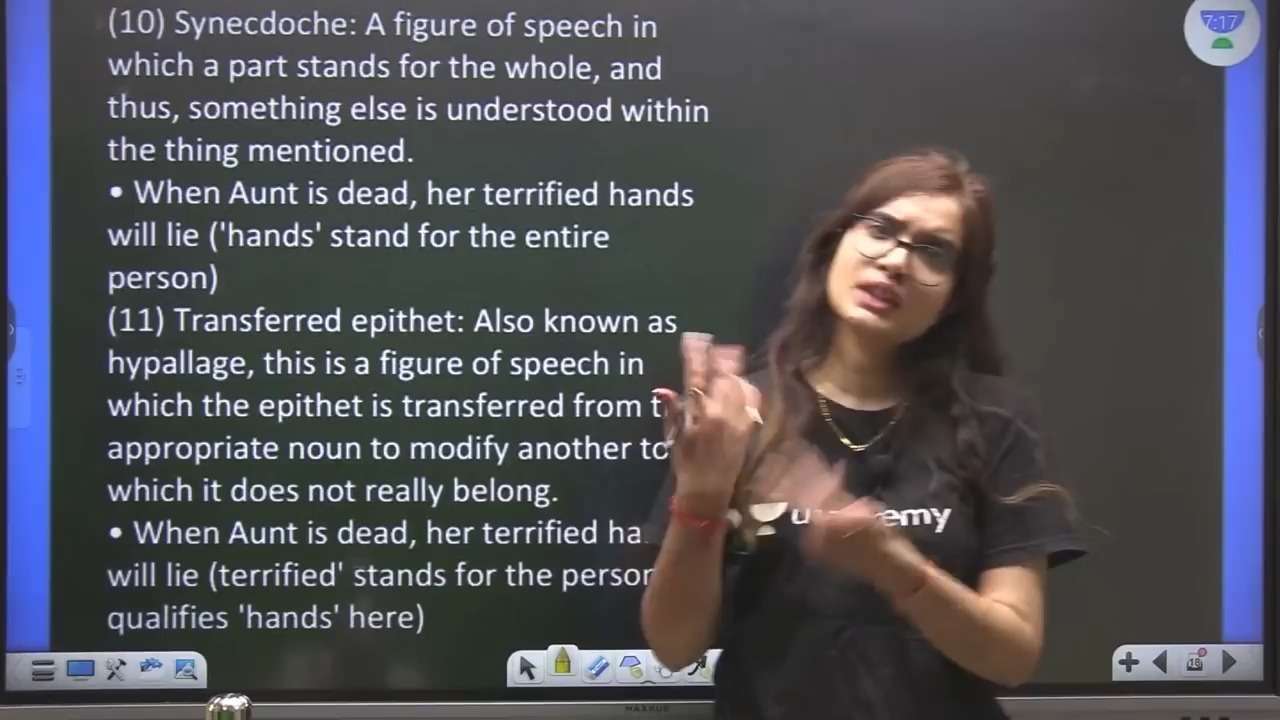 (10) Synecdoche: A figure of speech in
which a part stands for the whole, and
thus, something else is understood within
the thing mentioned.
• When Aunt is dead, her terrified hands
will lie ('hands' stand for the entire
person)
(11) Transferred epithet: Also known as
hypallage, this is a figure of speech in
which the epithet is transferred from
appropriate noun to modify another to
which it does not really belong.
• When Aunt is dead, her terrified
will lie (terrified' stands for the person
qualifies 'hands' here)
7:17
18